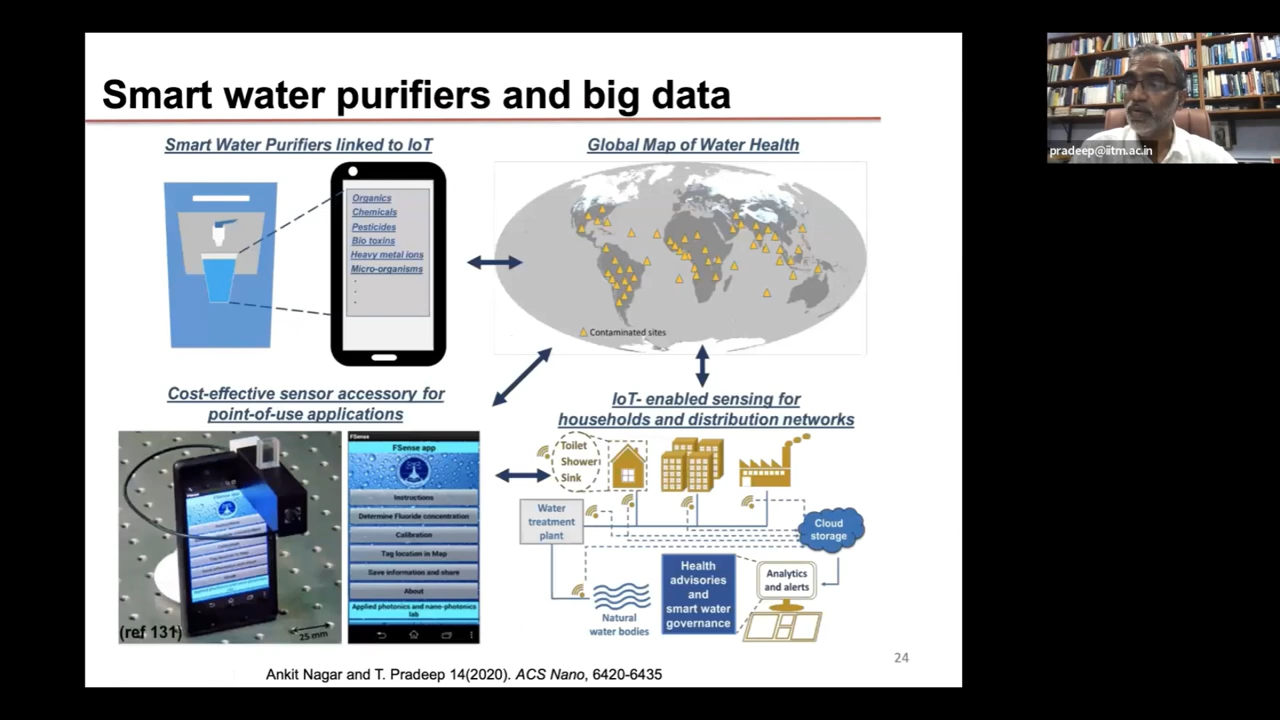 Smart water purifiers and big data
pradeep@iitm.ac.in
Smart Water Purifiers linked to IoT
Organics
Chemicals
Pesticides
Bio toxins
Heavy metal ions
Micro-organisms
Global Map of Water Health
Contaminated sites
Cost-effective sensor accessory for
point-of-use applications
FSense app
(ref 131)
25 mm
FSense
FSense app
Instructions
Determine Fluoride concentration
Calibration
Tag location in Map
Save information and share
About
Applied photonics and nano-photonics
lab
IoT- enabled sensing for
households and distribution networks
Toilet
Shower
Sink
Water
treatment
plant
Cloud
storage
Health
advisories
and
smart water
governance
Analytics
and alerts
Natural
water bodies
24
Ankit Nagar and T. Pradeep 14(2020). ACS Nano, 6420-6435